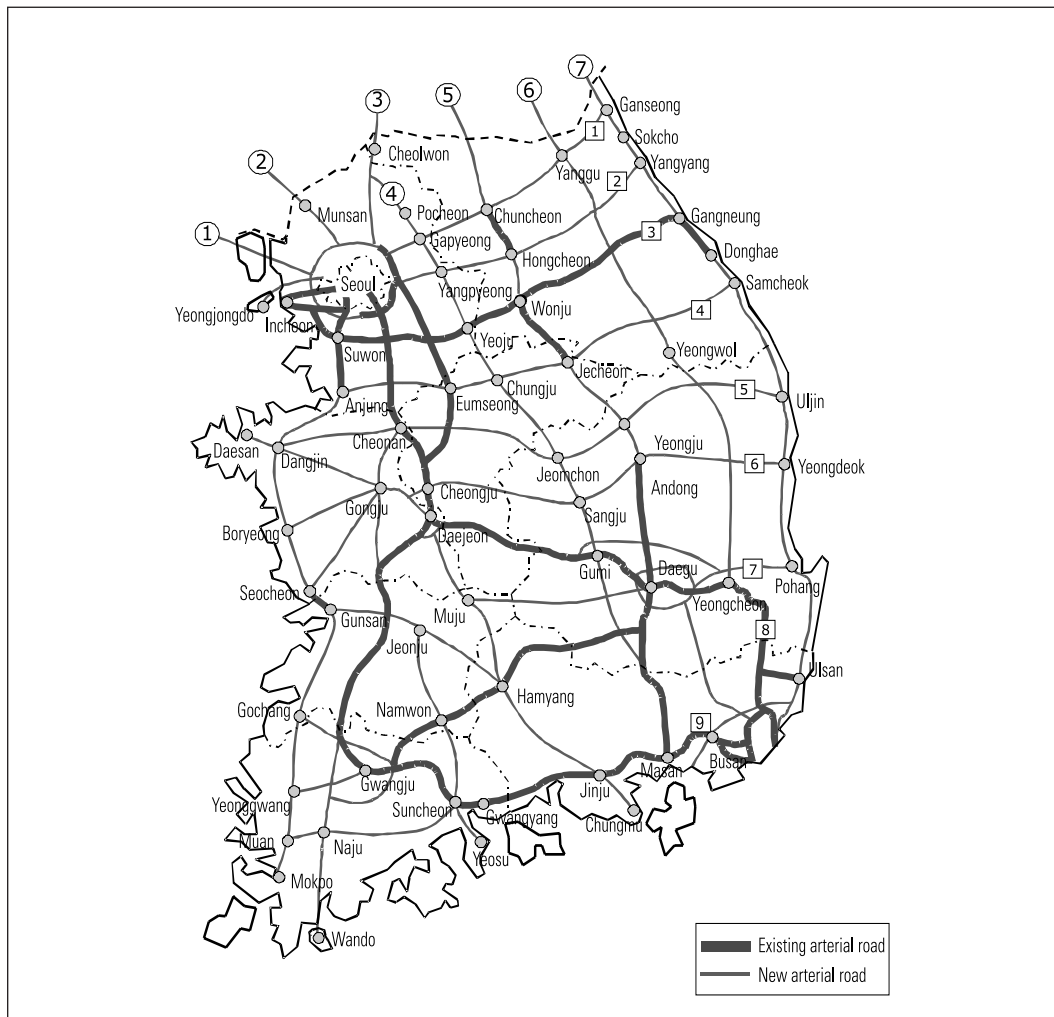 7
6
5
3
Ganseong
1
Sokcho
Cheolwon
2
Yangyang
Yanggu
2
4
Munsan
Pocheon
Chuncheon
Gangneung
1
3
Gapyeong
Hongcheon
Donghae
Seoul
Yangpyeong
Samcheok
Yeongjongdo
Incheon
Wonju
4
Suwon
Yeoju
Yeongwol
Jecheon
Chungju
5
Anjung
Eumseong
Uljin
Cheonan
Daesan
Dangjin
Yeongju
6
Yeongdeok
Jeomchon
Andong
Cheongju
Gongju
Sangju
Boryeong
Daejeon
Gumi
Daegu
7
Pohang
Seocheon
Yeongcheon
Gunsan
Muju
8
Jeonju
Ulsan
Hamyang
Gochang
Namwon
9
Busan
Masan
Gwangju
Jinju
Yeonggwang
Suncheon
Gwangyang
Chungmu
Muan
Naju
Yeosu
Mokpo
Wando
Existing arterial road
New arterial road